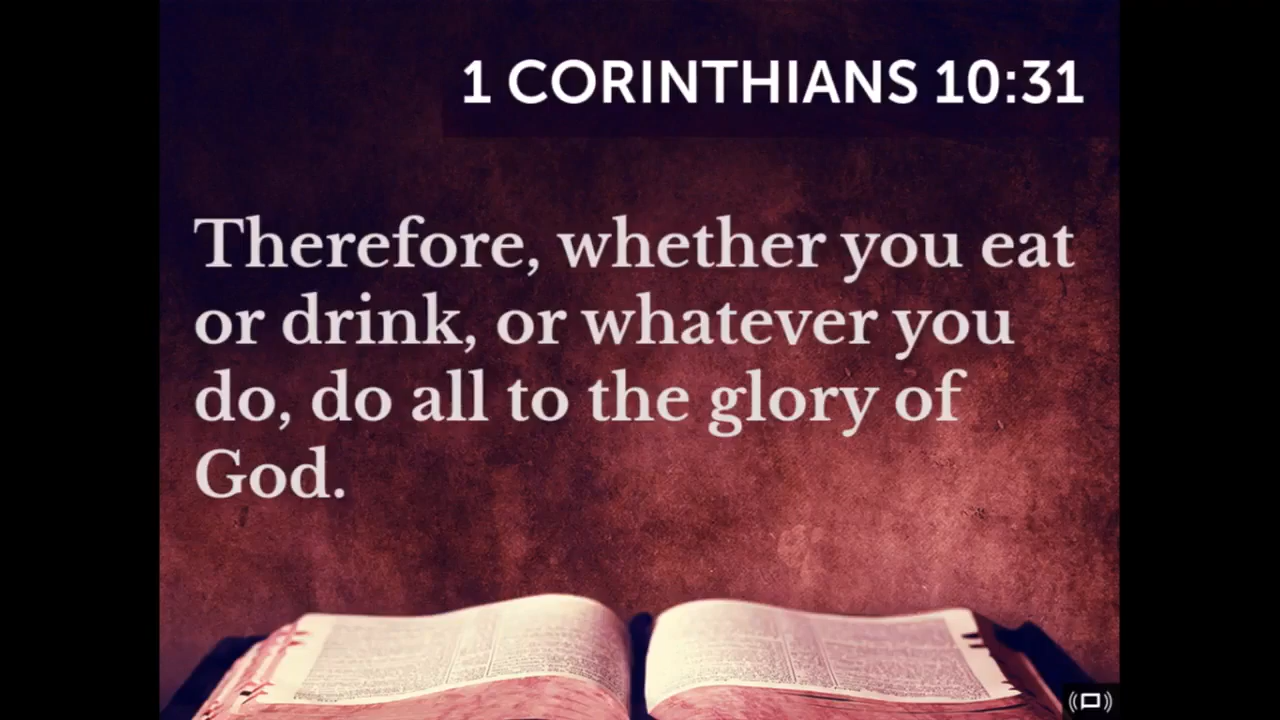 1 CORINTHIANS 10:31
Therefore, whether you eat
or drink, or whatever you
do, do all to the glory of
God.